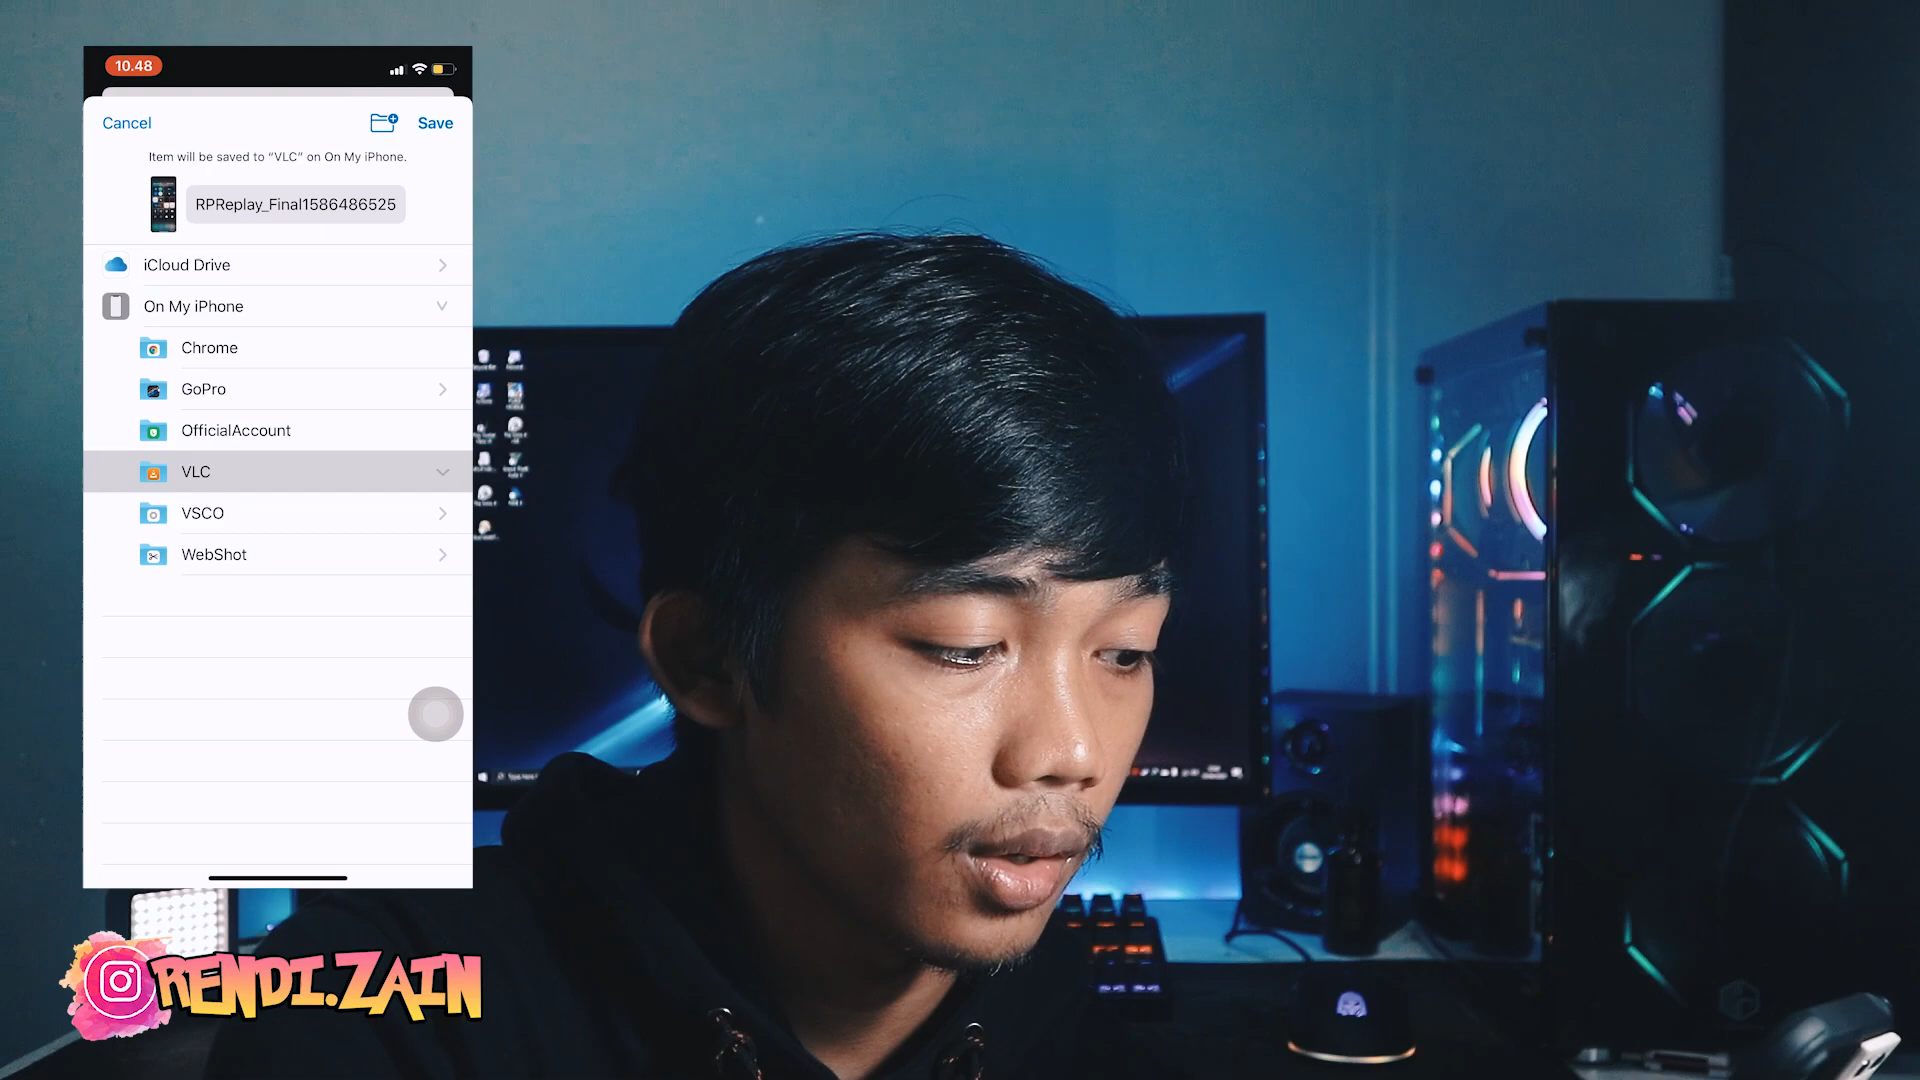 10.48
Cancel
Save
Item will be saved to “VLC” on On My iPhone.
RPReplay_Final1586486525
iCloud Drive
On My iPhone
Chrome
GoPro
OfficialAccount
VLC
VSCO
WebShot
RENDI.ZAIN